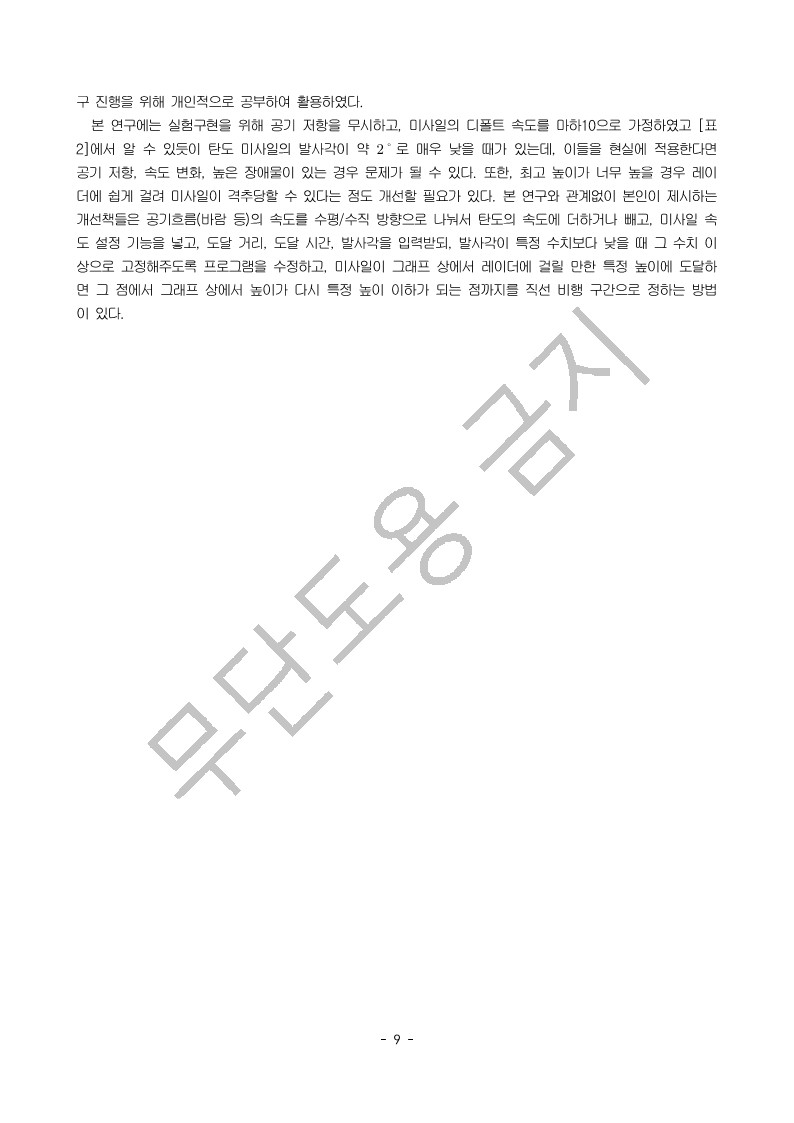 구 진행을 위해 개인적으로 공부하여 활용하였다.
본 연구에는 실험구현을 위해 공기 저항을 무시하고, 미사일의 디폴트 속도를 마하10으로 가정하였고 [표
2]에서 알 수 있듯이 탄도 미사일의 발사각이 약 2°로 매우 낮을 때가 있는데, 이들을 현실에 적용한다면
공기 저항, 속도 변화, 높은 장애물이 있는 경우 문제가 될 수 있다. 또한, 최고 높이가 너무 높을 경우 레이
더에 쉽게 걸려 미사일이 격추당할 수 있다는 점도 개선할 필요가 있다. 본 연구와 관계없이 본인이 제시하는
개선책들은 공기흐름(바람 등)의 속도를 수평/수직 방향으로 나눠서 탄도의 속도에 더하거나 빼고, 미사일 속
도 설정 기능을 넣고, 도달 거리, 도달 시간, 발사각을 입력받되, 발사각이 특정 수치보다 낮을 때 그 수치 이
상으로 고정해주도록 프로그램을 수정하고, 미사일이 그래프 상에서 레이더에 걸릴 만한 특정 높이에 도달하
면 그 점에서 그래프 상에서 높이가 다시 특정 높이 이하가 되는 점까지를 직선 비행 구간으로 정하는 방법
이 있다.
무단도용 금지
- 9 -